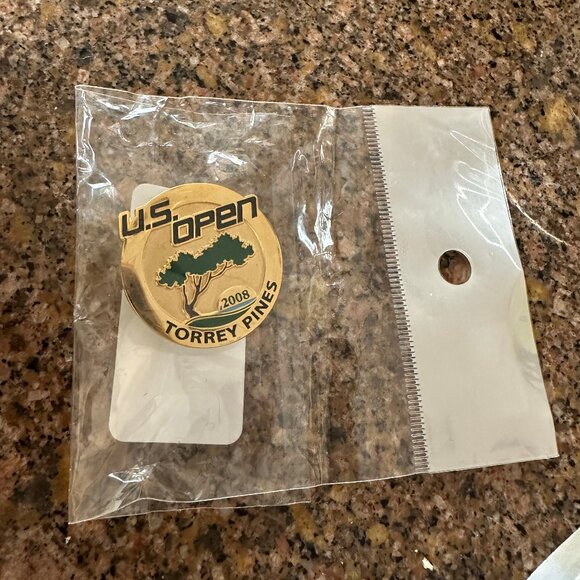 U.S. OPEN
2008
TORREY PINES